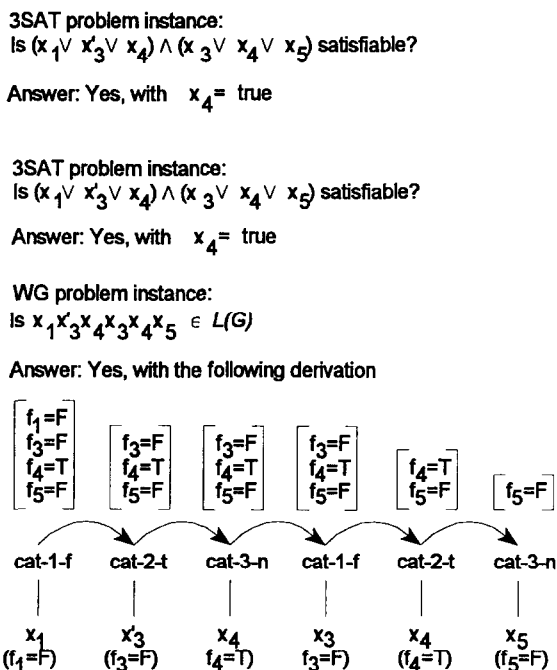 3SAT problem instance:
Is (x₁∨ x'₃∨ x₄) ∧ (x₃∨ x₄∨ x₅) satisfiable?
Answer: Yes, with x₄= true
3SAT problem instance:
Is (x₁∨ x'₃∨ x₄) ∧ (x₃∨ x₄∨ x₅) satisfiable?
Answer: Yes, with x₄= true
WG problem instance:
Is x₁x'₃x₄x₃x₄x₅ ∈ L(G)
Answer: Yes, with the following derivation
f₁=F
f₃=F f₃=F f₃=F f₃=F
f₄=T f₄=T f₄=T f₄=T f₄=T
f₅=F f₅=F f₅=F f₅=F f₅=F f₅=F
cat-1-f cat-2-t cat-3-n cat-1-f cat-2-t cat-3-n
x₁ x'₃ x₄ x₃ x₄ x₅
(f₁=F) (f₃=F) f₄=T) f₃=F) (f₄=T) (f₅=F)